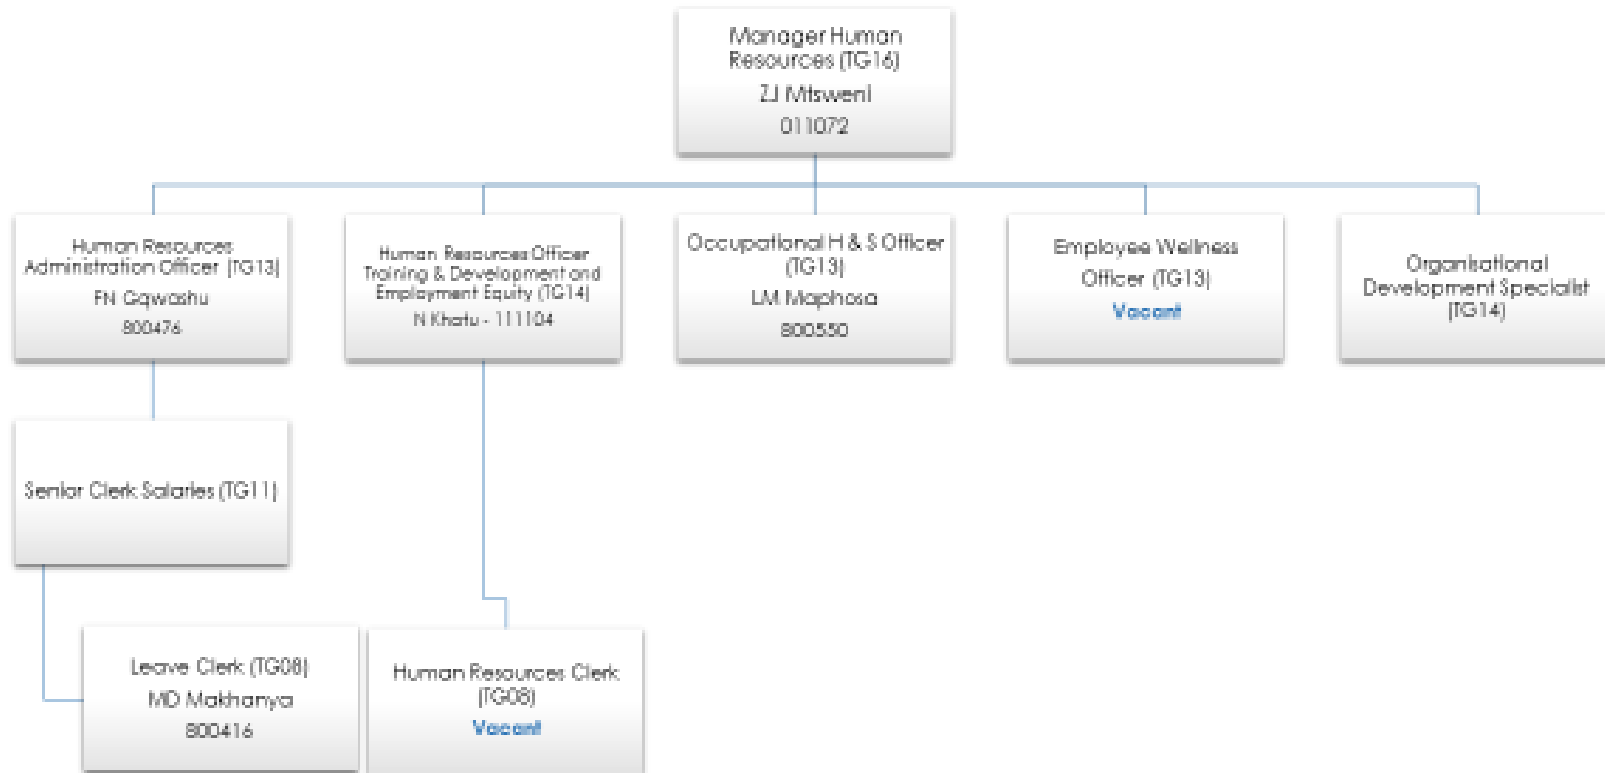 Manager Human
Resources (TG16)
ZJ Mtsweni
011072
Human Resources
Administration Officer (TG13)
FN Gqwashu
800476
Human Resources Officer
Training & Development and
Employment Equity (TG14)
N Khatu - 111104
Occupational H & S Officer
(TG13)
LM Maphosa
800550
Employee Wellness
Officer (TG13)
Vacant
Organisational
Development Specialist
(TG14)
Senior Clerk Salaries (TG11)
Leave Clerk (TG08)
MD Makhanya
800416
Human Resources Clerk
(TG08)
Vacant